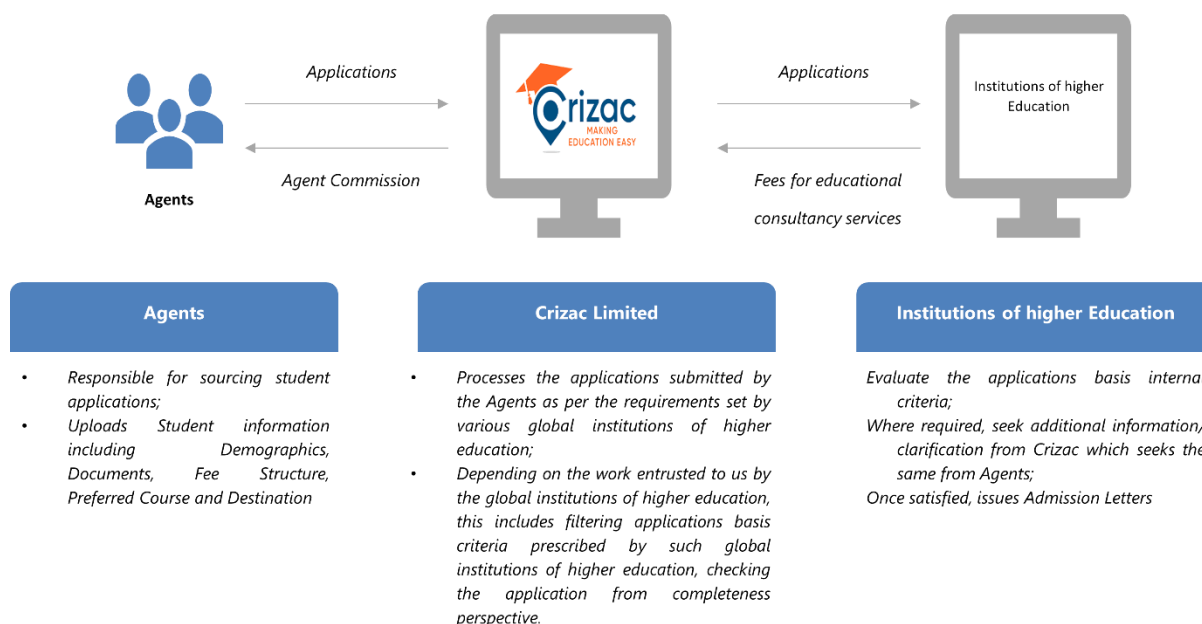 Applications
Applications
Crizac
MAKING
EDUCATION EASY
Institutions of higher
Education
Agents
Agent Commission
Fees for educational
consultancy services
Agents
• Responsible for sourcing student
applications;
• Uploads Student information
including Demographics,
Documents, Fee Structure,
Preferred Course and Destination
Crizac Limited
• Processes the applications submitted by
the Agents as per the requirements set by
various global institutions of higher
education;
• Depending on the work entrusted to us by
the global institutions of higher education,
this includes filtering applications basis
criteria prescribed by such global
institutions of higher education, checking
the application from completeness
perspective.
Institutions of higher Education
Evaluate the applications basis interna
criteria;
Where required, seek additional information/
clarification from Crizac which seeks the
same from Agents;
Once satisfied, issues Admission Letters